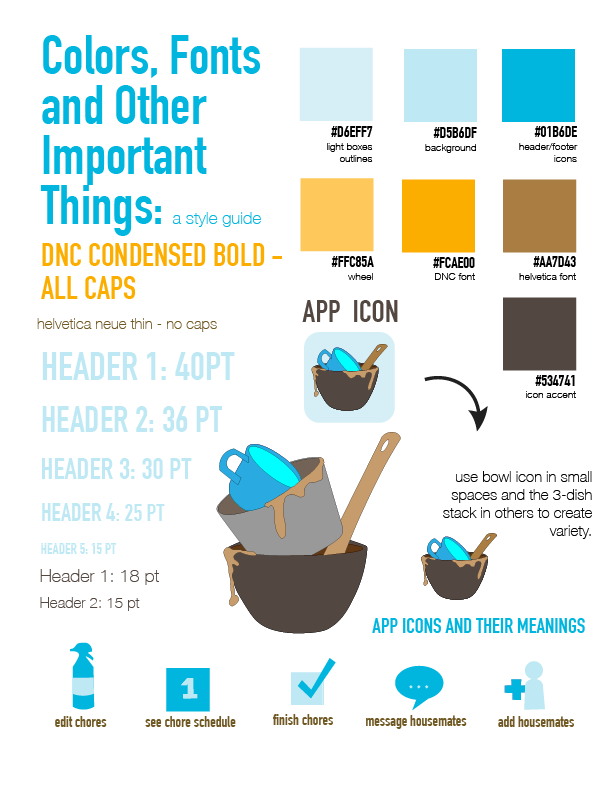 Colors, Fonts
and Other
Important
Things: a style guide
DNC CONDENSED BOLD -
ALL CAPS
helvetica neue thin - no caps
HEADER 1: 40PT
HEADER 2: 36 PT
HEADER 3: 30 PT
HEADER 4: 25 PT
HEADER 5: 15 PT
Header 1: 18 pt
Header 2: 15 pt
#D6EFF7
light boxes
outlines
#D5B6DF
background
#01B6DE
header/footer
icons
#FFC85A
wheel
#FCAE00
DNC font
#AA7D43
helvetica font
APP ICON
#534741
icon accent
use bowl icon in small
spaces and the 3-dish
stack in others to create
variety.
APP ICONS AND THEIR MEANINGS
1
edit chores
see chore schedule
finish chores
message housemates
add housemates